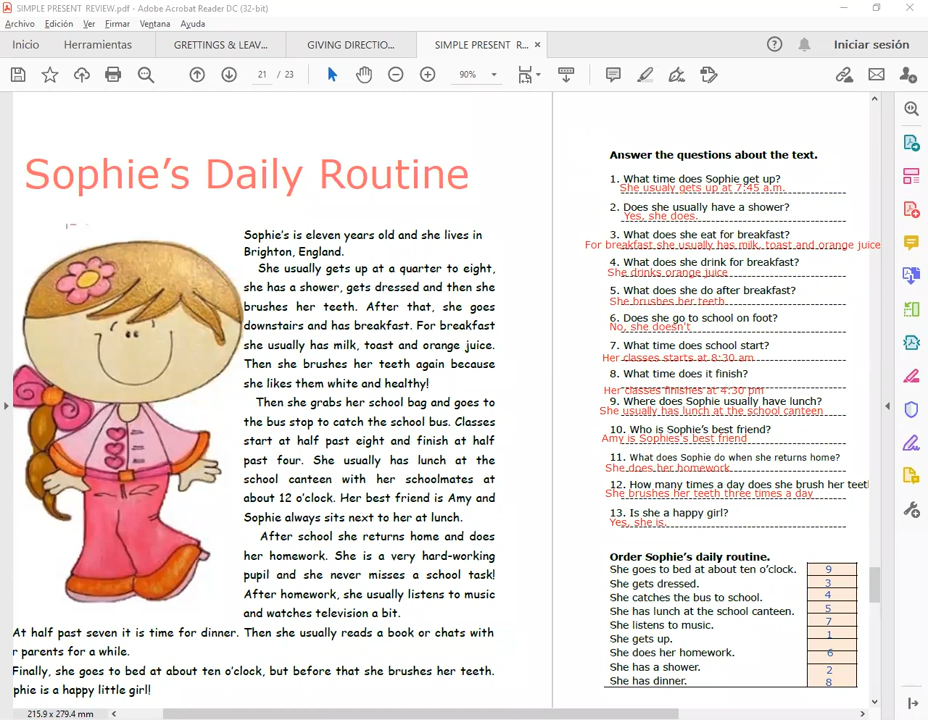 SIMPLE PRESENT REVIEW.pdf - Adobe Acrobat Reader DC (32-bit)
Archivo Edición Ver Firmar Ventana Ayuda
Inicio Herramientas GRETTINGS & LEAV... GIVING DIRECTIO... SIMPLE PRESENT R... × Iniciar sesión
21 / 23 90%
Sophie's Daily Routine
Sophie's is eleven years old and she lives in
Brighton, England.
She usually gets up at a quarter to eight,
she has a shower, gets dressed and then she
brushes her teeth. After that, she goes
downstairs and has breakfast. For breakfast
she usually has milk, toast and orange juice.
Then she brushes her teeth again because
she likes them white and healthy!
Then she grabs her school bag and goes to
the bus stop to catch the school bus. Classes
start at half past eight and finish at half
past four. She usually has lunch at the
school canteen with her schoolmates at
about 12 o'clock. Her best friend is Amy and
Sophie always sits next to her at lunch.
After school she returns home and does
her homework. She is a very hard-working
pupil and she never misses a school task!
After homework, she usually listens to music
and watches television a bit.
At half past seven it is time for dinner. Then she usually reads a book or chats with
r parents for a while.
Finally, she goes to bed at about ten o'clock, but before that she brushes her teeth.
phie is a happy little girl!
Answer the questions about the text.
1. What time does Sophie get up?
She usualy gets up at 7:45 a.m.
2. Does she usually have a shower?
Yes, she does.
3. What does she eat for breakfast?
For breakfast she usually has milk, toast and orange juice
4. What does she drink for breakfast?
She drinks orange juice
5. What does she do after breakfast?
She brushes her teeth
6. Does she go to school on foot?
No, she doesn't
7. What time does school start?
Her classes starts at 8:30 am
8. What time does it finish?
Her classes finishes at 4:30 pm
9. Where does Sophie usually have lunch?
She usually has lunch at the school canteen
10. Who is Sophie's best friend?
Amy is Sophies's best friend
11. What does Sophie do when she returns home?
She does her homework
12. How many times a day does she brush her teet
She brushes her teeth three times a day
13. Is she a happy girl?
Yes, she is.
Order Sophie's daily routine.
She goes to bed at about ten o'clock. 9
She gets dressed. 3
She catches the bus to school. 4
She has lunch at the school canteen. 5
She listens to music. 7
She gets up. 1
She does her homework. 6
She has a shower. 2
She has dinner. 8
215.9 x 279.4 mm